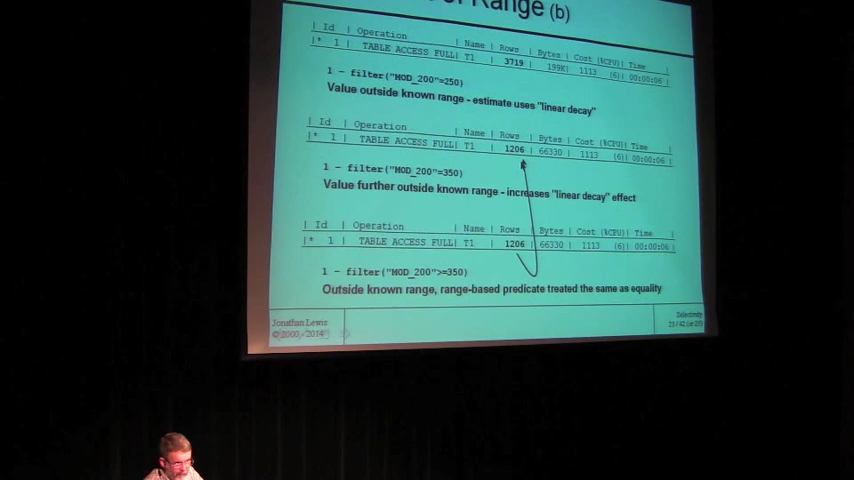 Range (b)
| Id | Operation | Name | Rows | Bytes | Cost (%CPU)| Time |
|* 1 | TABLE ACCESS FULL| T1 | 3719 | 199K| 1113 (6)| 00:00:06 |
1 - filter("MOD_200"=250)
Value outside known range - estimate uses "linear decay"
| Id | Operation | Name | Rows | Bytes | Cost (%CPU)| Time |
|* 1 | TABLE ACCESS FULL| T1 | 1206 | 66330 | 1113 (6)| 00:00:06 |
1 - filter("MOD_200"=350)
Value further outside known range - increases "linear decay" effect
| Id | Operation | Name | Rows | Bytes | Cost (%CPU)| Time |
|* 1 | TABLE ACCESS FULL| T1 | 1206 | 66330 | 1113 (6)| 00:00:06 |
1 - filter("MOD_200">=350)
Outside known range, range-based predicate treated the same as equality
Jonathan Lewis
© 2000 - 2014
Selectivity
23 / 42